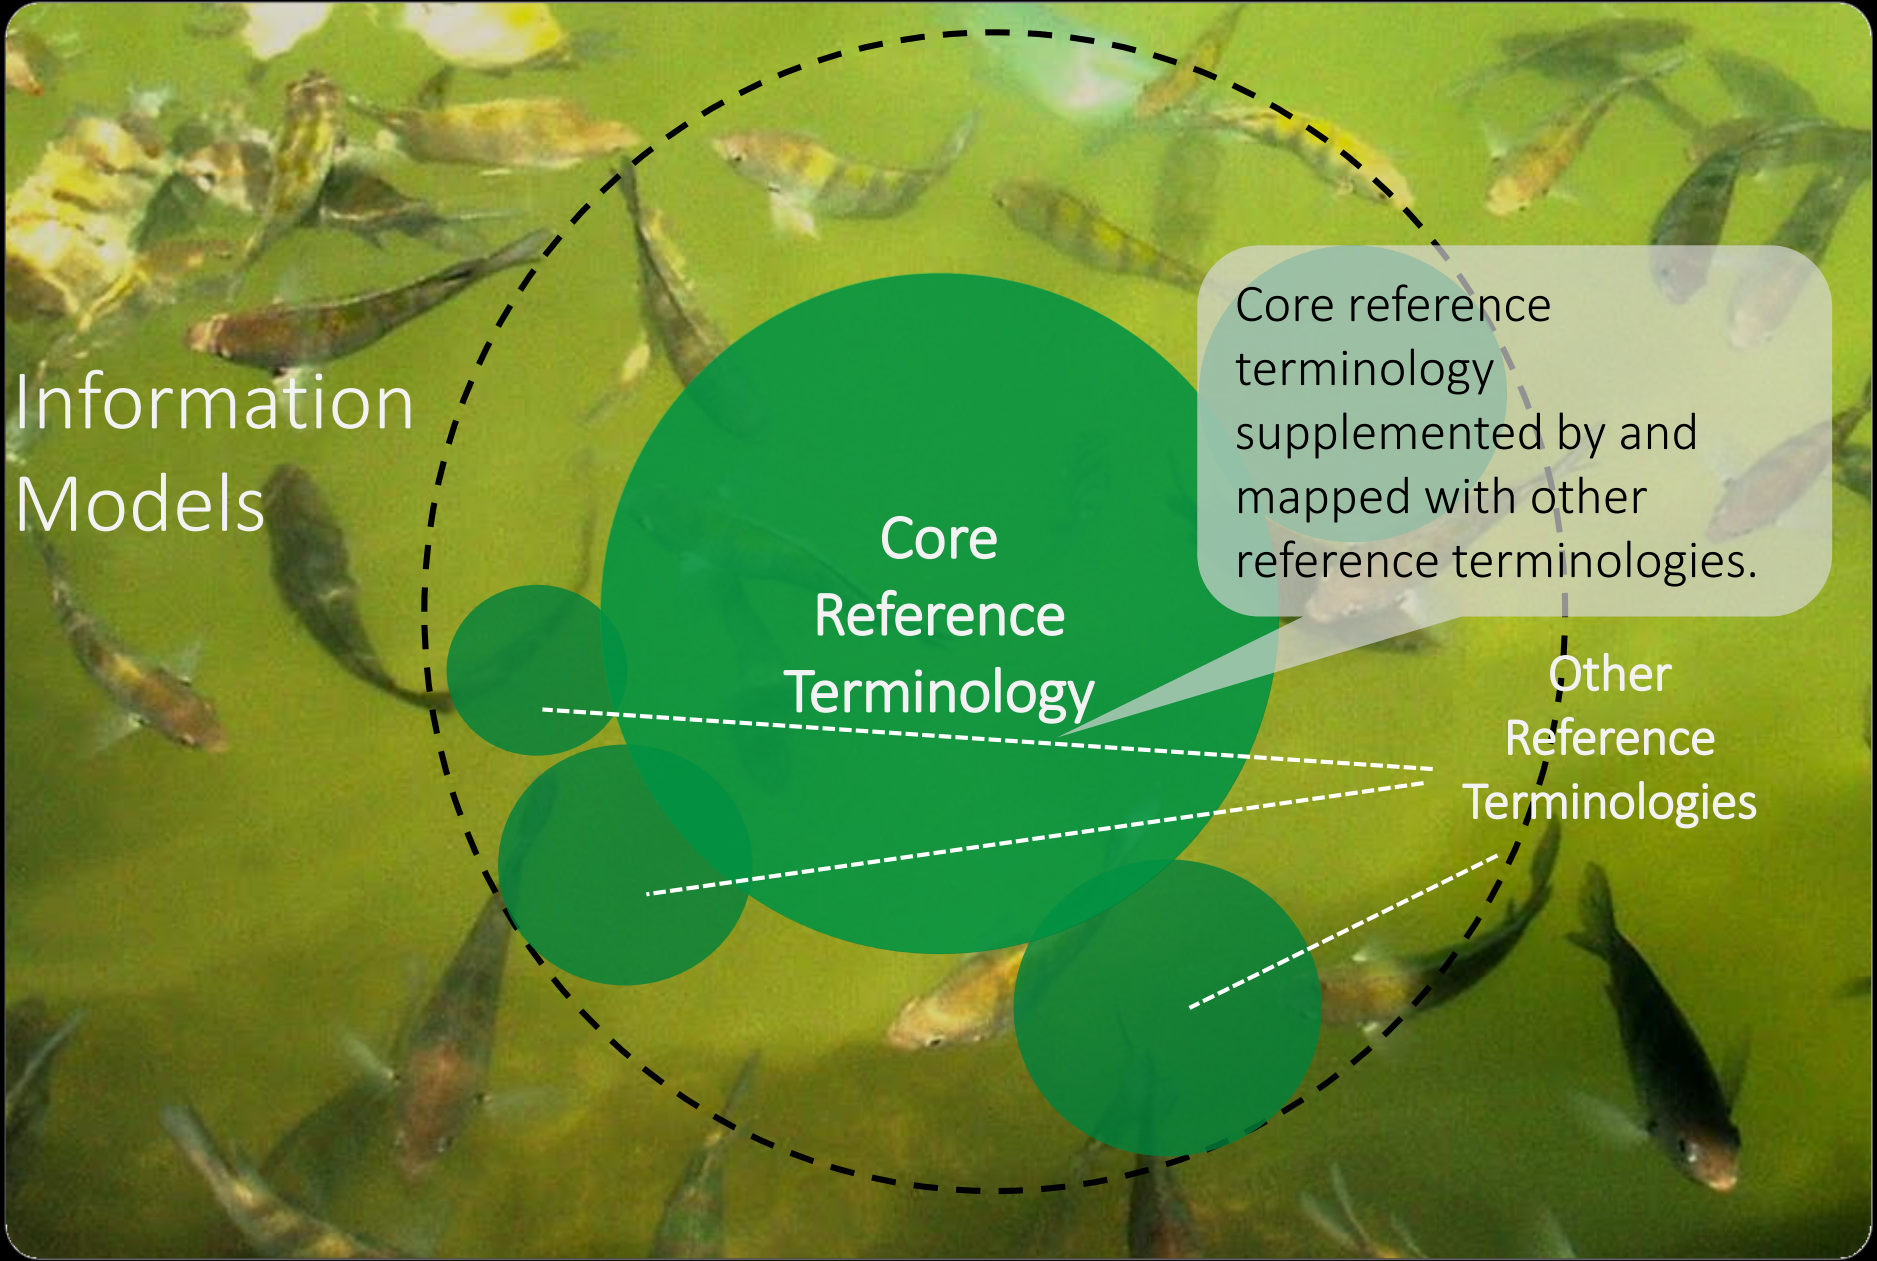 Information
Models
Core
Reference
Terminology
Core reference
terminology
supplemented by and
mapped with other
reference terminologies.
Other
Reference
Terminologies